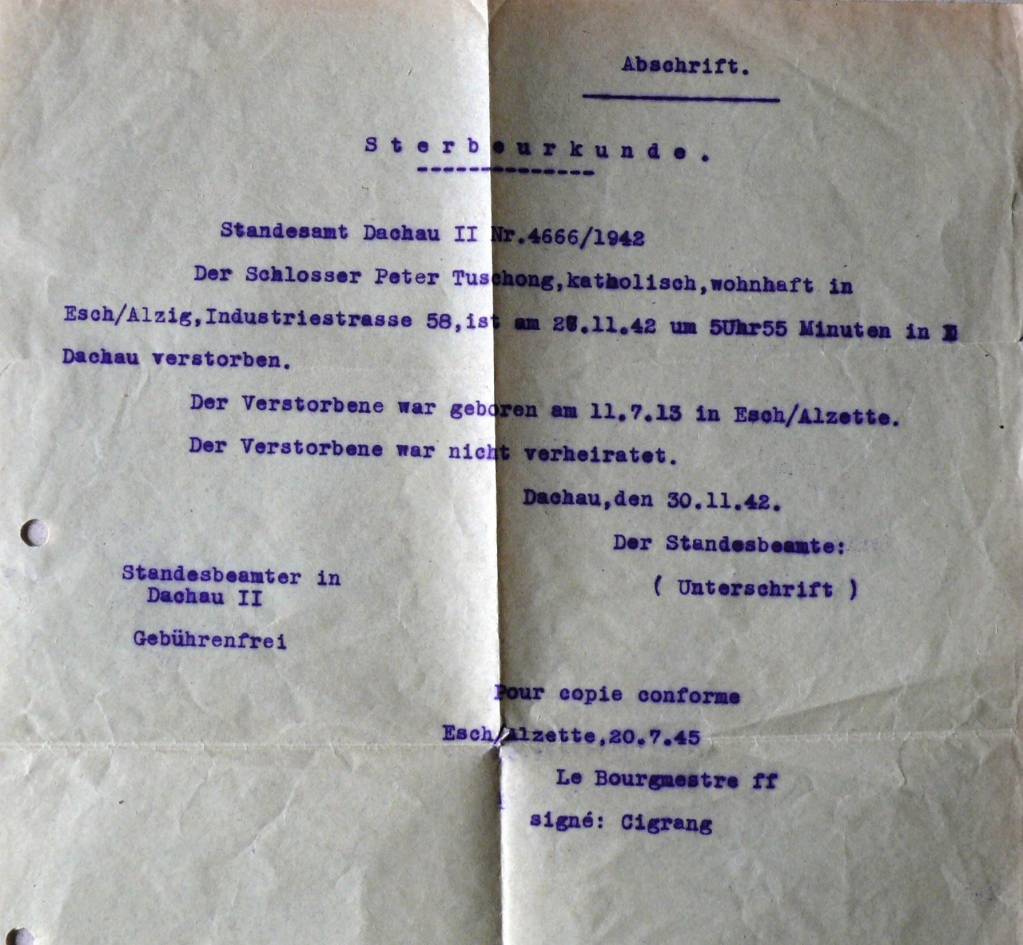 Abschrift.
Sterbeurkunde.
Standesamt Dachau II Nr.4666/1942
Der Schlosser Peter Tuschong,katholisch,wohnhaft in
Esch/Alzig,Industriestrasse 58,ist am .11.42 um 5Uhr55 Minuten in
Dachau verstorben.
Der Verstorbene war geboren am 11.7.13 in Esch/Alzette.
Der Verstorbene war nicht verheiratet.
Dachau,den 30.11.42.
Der Standesbeamte:
( Unterschrift )
Standesbeamter in
Dachau II
Gebührenfrei
Pour copie conforme
Esch/Alzette,20.7.45
Le Bourgmestre ff
signé: Cigrang